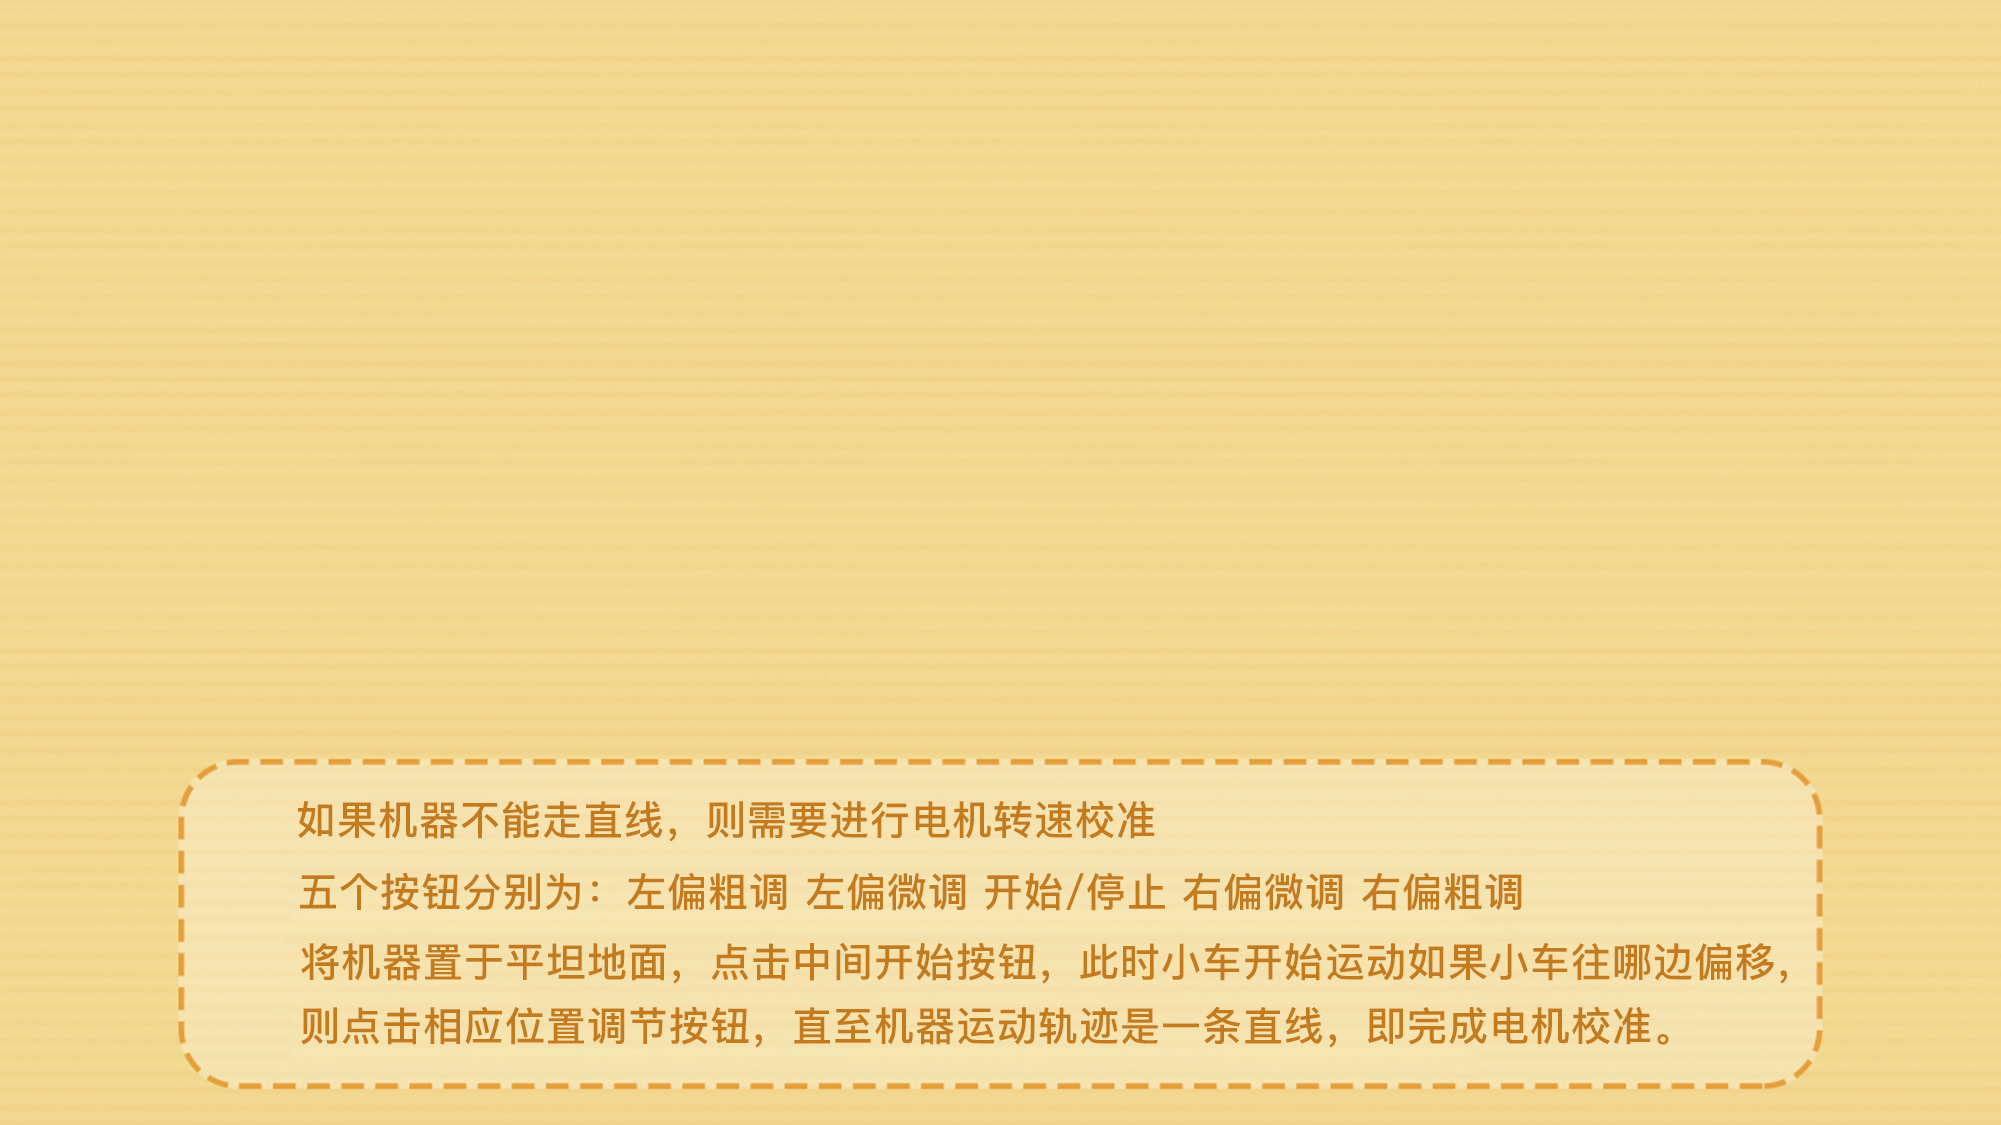 如果机器不能走直线，则需要进行电机转速校准
五个按钮分别为：左偏粗调 左偏微调 开始/停止 右偏微调 右偏粗调
将机器置于平坦地面，点击中间开始按钮，此时小车开始运动如果小车往哪边偏移，
则点击相应位置调节按钮，直至机器运动轨迹是一条直线，即完成电机校准。